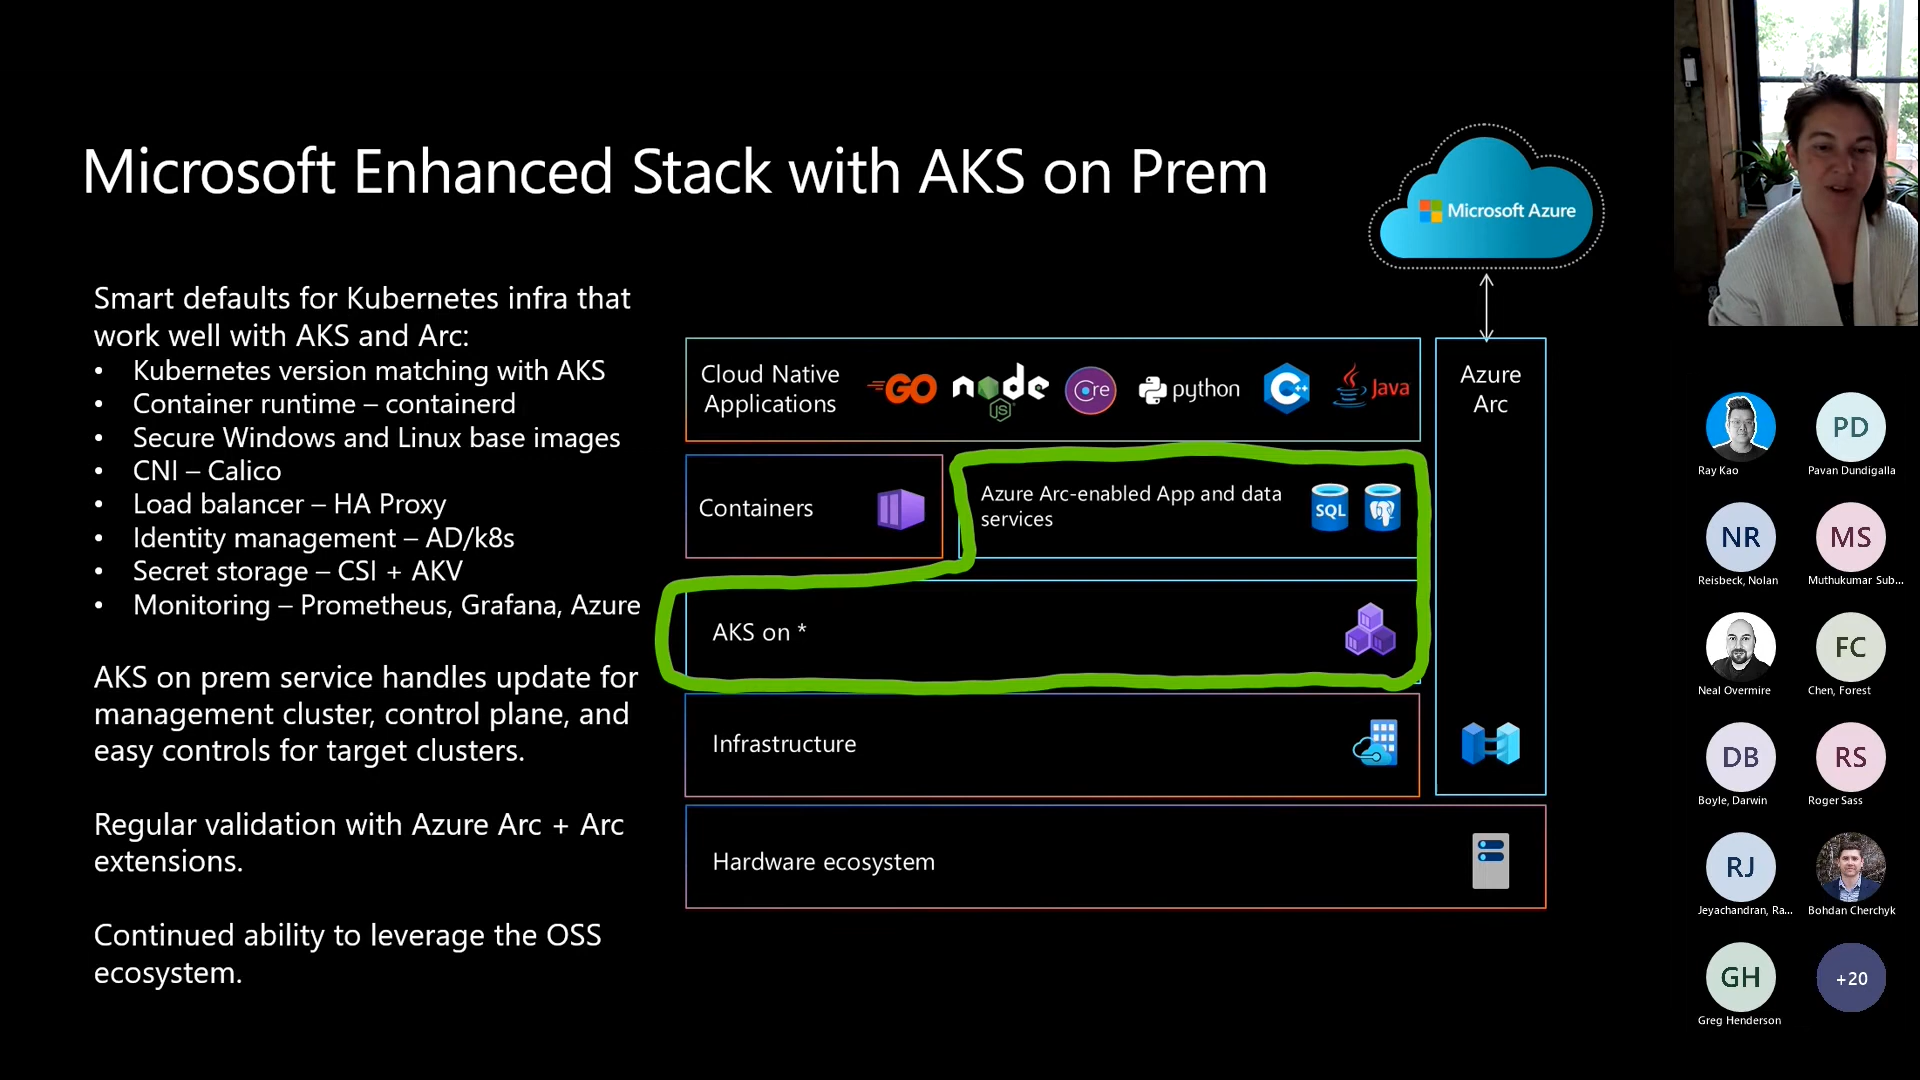 Microsoft Enhanced Stack with AKS on Prem
Microsoft Azure
Smart defaults for Kubernetes infra that
work well with AKS and Arc:
• Kubernetes version matching with AKS
• Container runtime – containerd
• Secure Windows and Linux base images
• CNI – Calico
• Load balancer – HA Proxy
• Identity management – AD/k8s
• Secret storage – CSI + AKV
• Monitoring – Prometheus, Grafana, Azure
AKS on prem service handles update for
management cluster, control plane, and
easy controls for target clusters.
Regular validation with Azure Arc + Arc
extensions.
Continued ability to leverage the OSS
ecosystem.
Cloud Native
Applications
GO
node
JS
Core
python
C++
Java
Azure
Arc
Containers
Azure Arc-enabled App and data
services
SQL
AKS on *
Infrastructure
Hardware ecosystem
Ray Kao
PD
Pavan Dundigalla
NR
Reisbeck, Nolan
MS
Muthukumar Sub...
Neal Overmire
FC
Chen, Forest
DB
Boyle, Darwin
RS
Roger Sass
RJ
Jeyachandran, Ra...
Bohdan Cherchyk
GH
Greg Henderson
+20